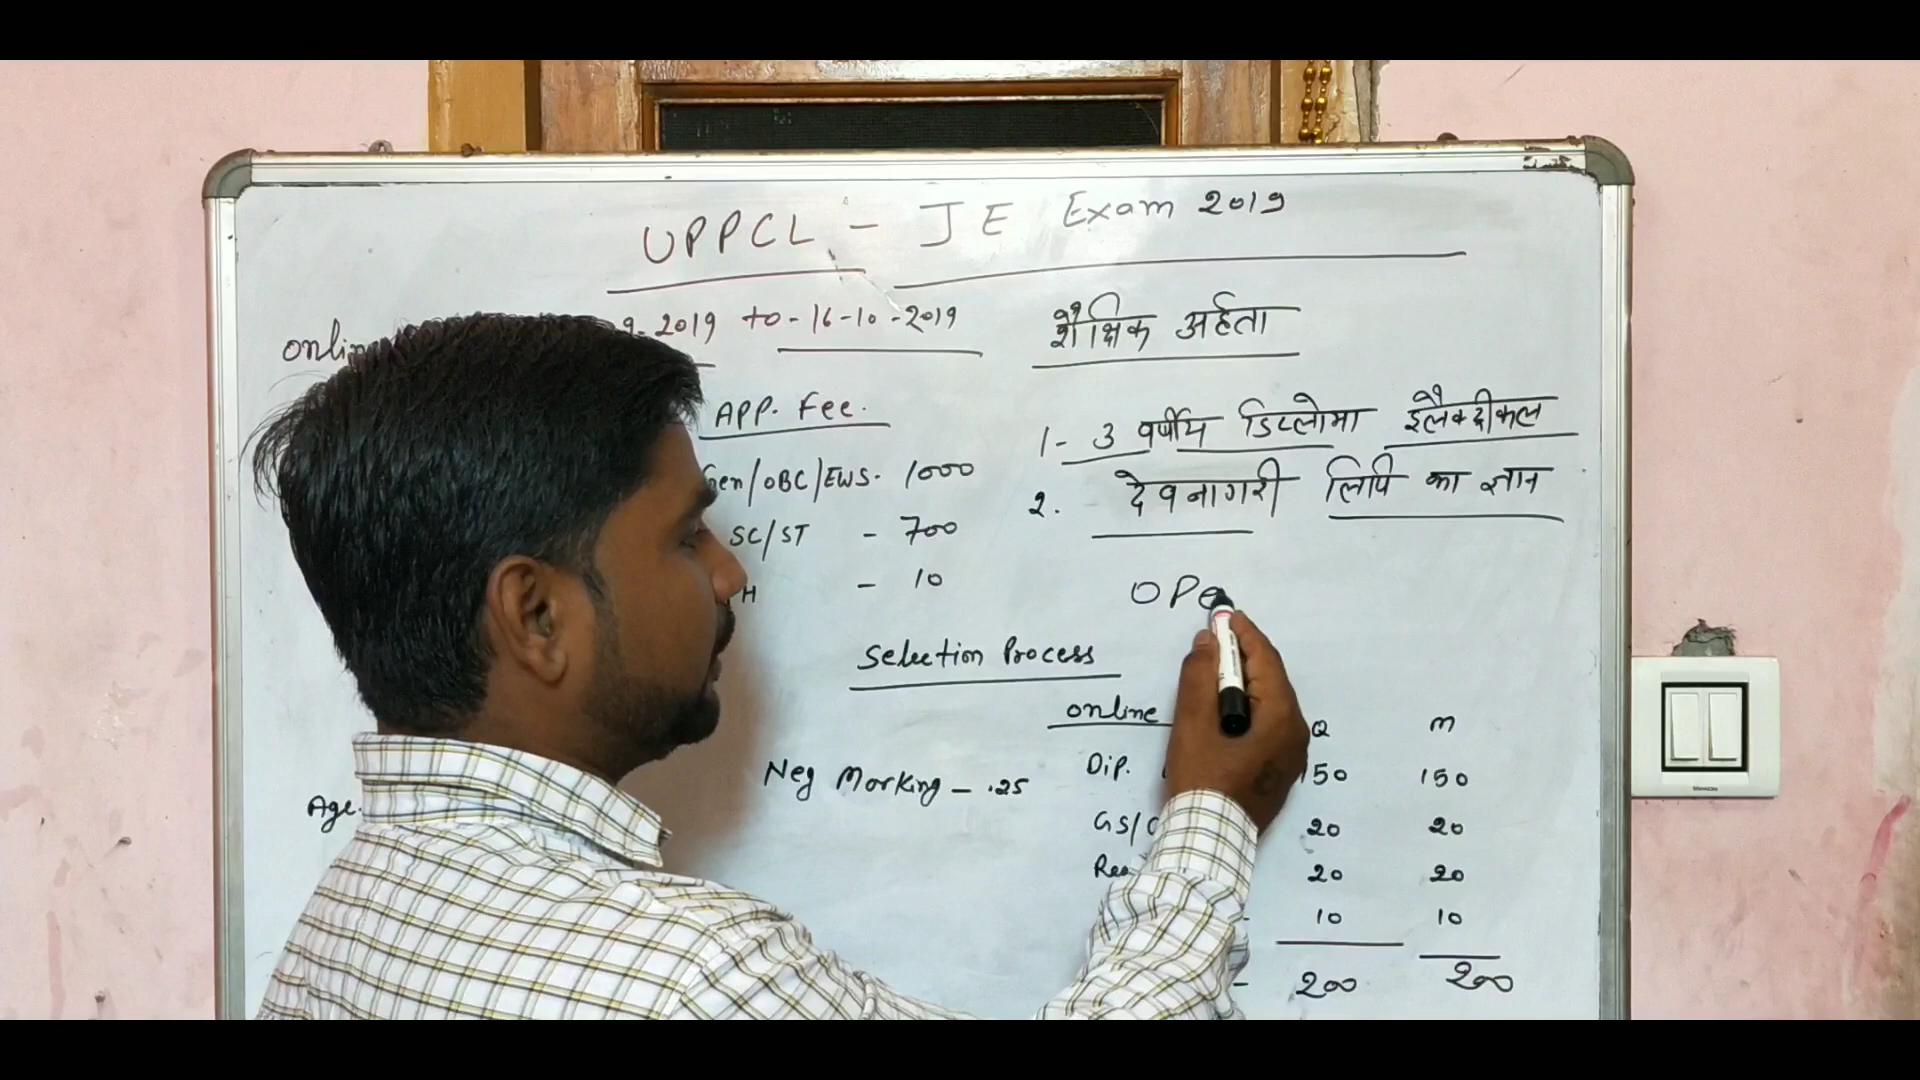 UPPCL - JE Exam 2019
9-2019 to - 16-10-2019
APP. Fee.
/OBC/EWS. 1000
SC/ST - 700
H - 10
शैक्षिक अर्हता
1- 3 वर्षीय डिप्लोमा इलैक्ट्रीकल
2. देवनागरी लिपि का ज्ञान
OPe
Selection Process
online Q M
Neg Marking - .25
Dip. 150 150
GS/ 20 20
20 20
- 10 10
- 200 200
Age.